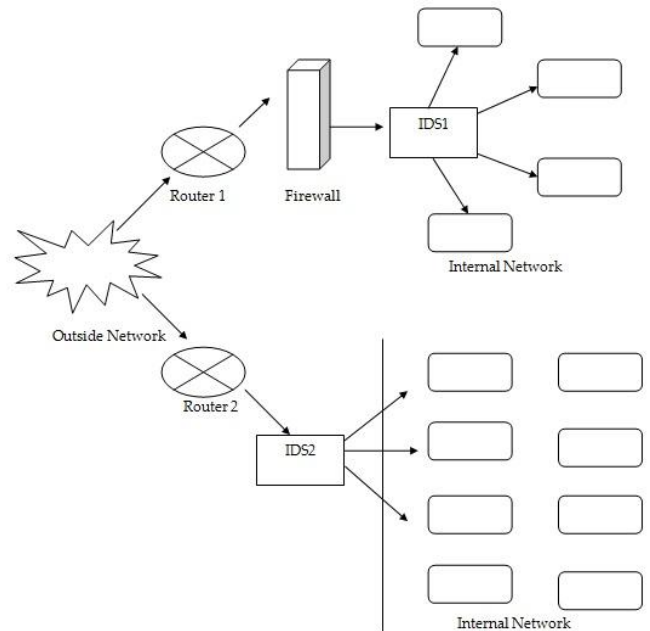 IDS1
Router 1
Firewall
Internal Network
Outside Network
Router 2
IDS2
Internal Network